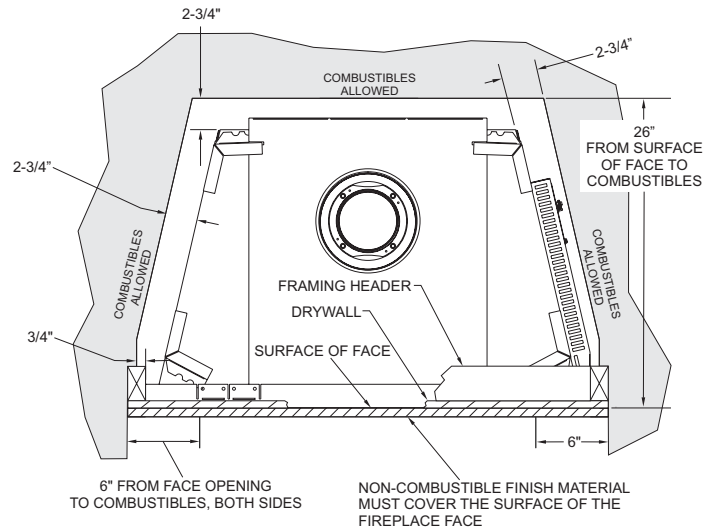 2-3/4"
2-3/4"
COMBUSTIBLES
ALLOWED
26"
FROM SURFACE
OF FACE TO
COMBUSTIBLES
2-3/4"
COMBUSTIBLES
ALLOWED
COMBUSTIBLES
ALLOWED
FRAMING HEADER
DRYWALL
3/4"
SURFACE OF FACE
6"
6" FROM FACE OPENING
TO COMBUSTIBLES, BOTH SIDES
NON-COMBUSTIBLE FINISH MATERIAL
MUST COVER THE SURFACE OF THE
FIREPLACE FACE